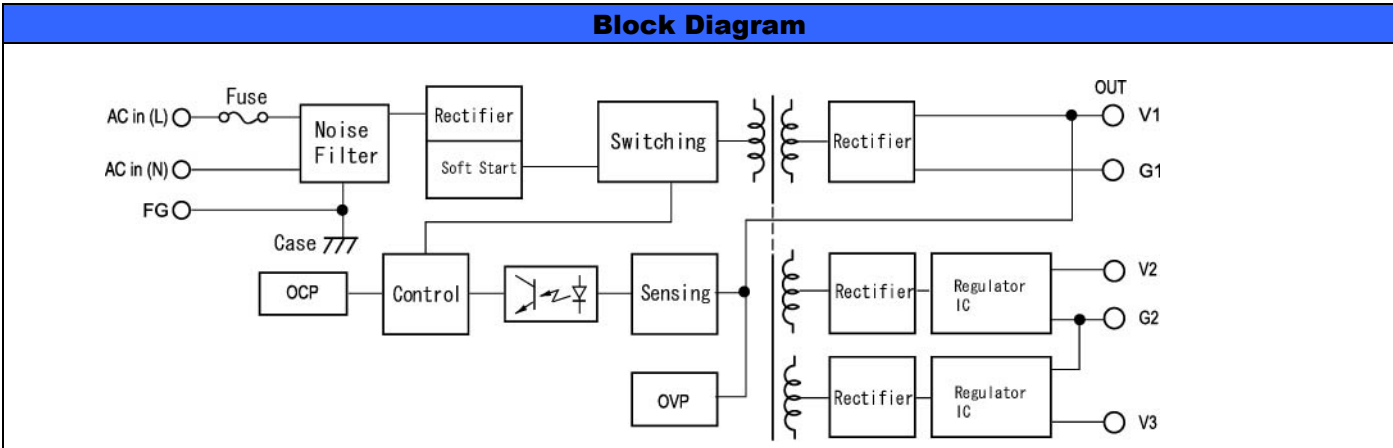 Block Diagram
AC in (L)
Fuse
Noise
Filter
AC in (N)
FG
Case
Rectifier
Soft Start
Switching
Rectifier
OUT
V1
G1
OCP
Control
Sensing
OVP
Rectifier
Regulator
IC
V2
G2
Rectifier
Regulator
IC
V3